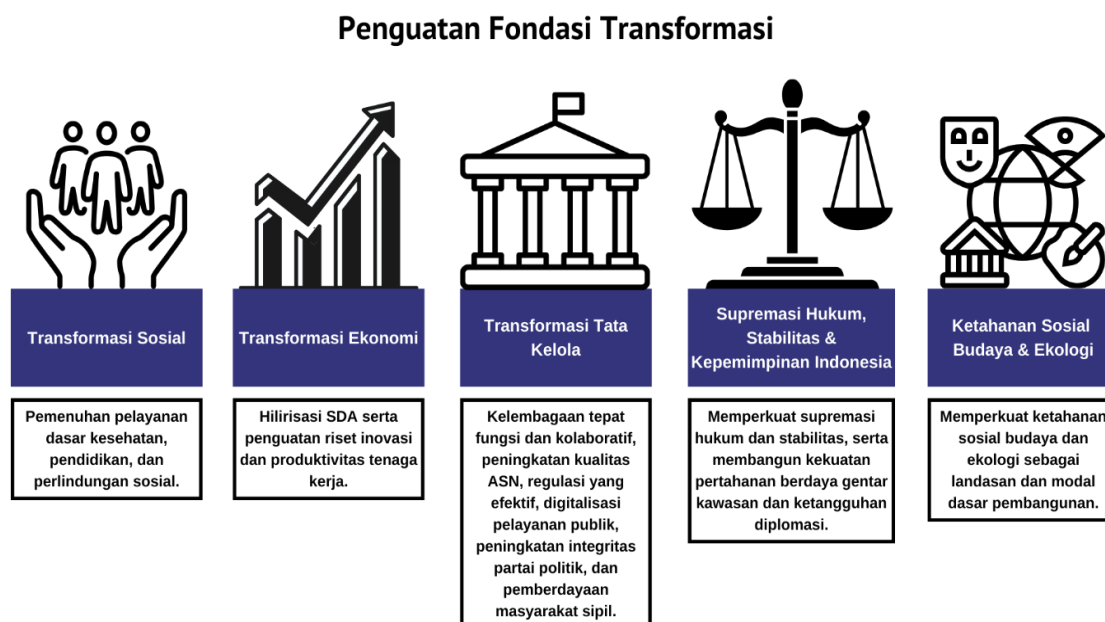 Penguatan Fondasi Transformasi
Transformasi Sosial
Pemenuhan pelayanan
dasar kesehatan,
pendidikan, dan
perlindungan sosial.
Transformasi Ekonomi
Hilirisasi SDA serta
penguatan riset inovasi
dan produktivitas tenaga
kerja.
Transformasi Tata
Kelola
Kelembagaan tepat
fungsi dan kolaboratif,
peningkatan kualitas
ASN, regulasi yang
efektif, digitalisasi
pelayanan publik,
peningkatan integritas
partai politik, dan
pemberdayaan
masyarakat sipil.
Supremasi Hukum,
Stabilitas &
Kepemimpinan Indonesia
Memperkuat supremasi
hukum dan stabilitas, serta
membangun kekuatan
pertahanan berdaya gentar
kawasan dan ketangguhan
diplomasi.
Ketahanan Sosial
Budaya & Ekologi
Memperkuat ketahanan
sosial budaya dan
ekologi sebagai
landasan dan modal
dasar pembangunan.